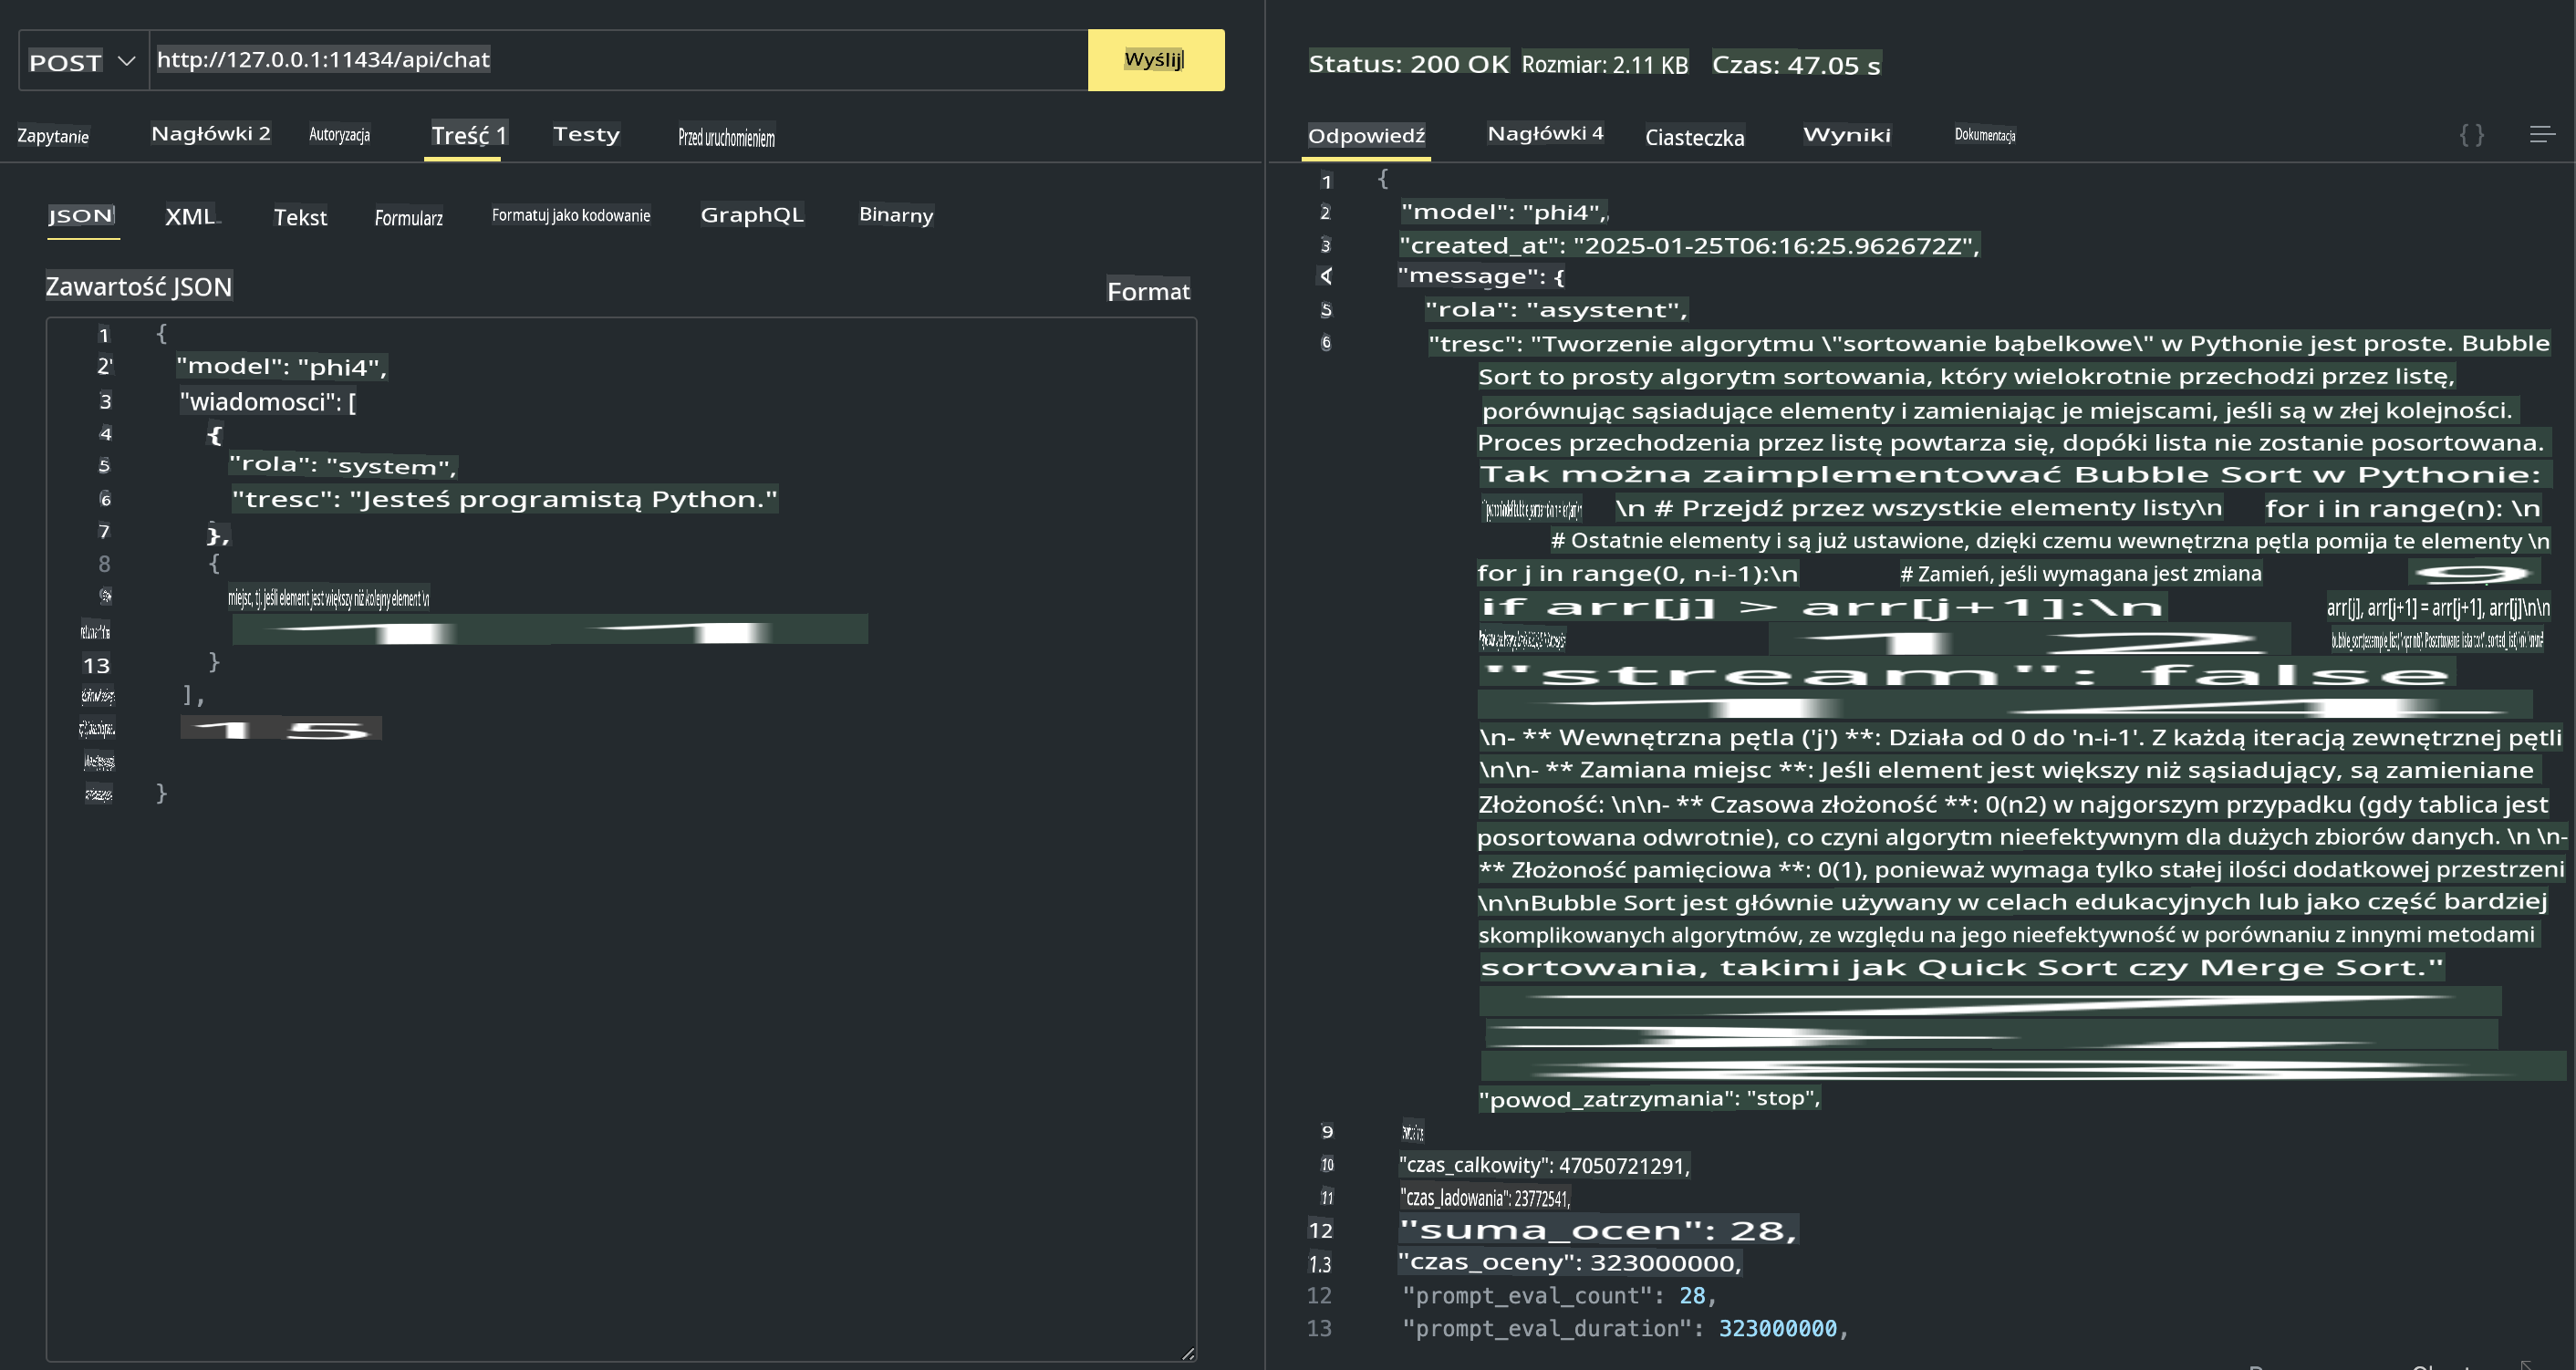 POST http://127.0.0.1:11434/api/chat Wyślij
Zapytanie Nagłówki 2 Autoryzacja Treść 1 Testy Przed uruchomieniem
JSON XML Tekst Formularz Formatuj jako kodowanie GraphQL Binarny
Zawartość JSON Format
1 {
2 "model": "phi4",
3 "wiadomosci": [
4 {
5 "rola": "system",
6 "tresc": "Jesteś programistą Python."
7 },
8 {
miejsc, tj. jeśli element jest większy niż kolejny element \n
1 1
13 }
],
1 5
}
Status: 200 OK Rozmiar: 2.11 KB Czas: 47.05 s
Odpowiedź Nagłówki 4 Ciasteczka Wyniki Dokumentacja
{ }
1 {
2 "model": "phi4",
3 "created_at": "2025-01-25T06:16:25.962672Z",
4 "message": {
5 "rola": "asystent",
6 "tresc": "Tworzenie algorytmu \"sortowanie bąbelkowe\" w Pythonie jest proste. Bubble
Sort to prosty algorytm sortowania, który wielokrotnie przechodzi przez listę,
porównując sąsiadujące elementy i zamieniając je miejscami, jeśli są w złej kolejności.
Proces przechodzenia przez listę powtarza się, dopóki lista nie zostanie posortowana.
Tak można zaimplementować Bubble Sort w Pythonie:
\n # Przejdź przez wszystkie elementy listy\n for i in range(n): \n
# Ostatnie elementy i są już ustawione, dzięki czemu wewnętrzna pętla pomija te elementy \n
for j in range(0, n-i-1):\n # Zamień, jeśli wymagana jest zmiana 9
if arr[j] > arr[j+1]:\n arr[j], arr[j+1] = arr[j+1], arr[j]\n\n
1 2
"stream": false
\n- ** Wewnętrzna pętla ('j') **: Działa od 0 do 'n-i-1'. Z każdą iteracją zewnętrznej pętli
\n\n- ** Zamiana miejsc **: Jeśli element jest większy niż sąsiadujący, są zamieniane
Złożoność: \n\n- ** Czasowa złożoność **: 0(n2) w najgorszym przypadku (gdy tablica jest
posortowana odwrotnie), co czyni algorytm nieefektywnym dla dużych zbiorów danych. \n \n-
** Złożoność pamięciowa **: 0(1), ponieważ wymaga tylko stałej ilości dodatkowej przestrzeni
\n\nBubble Sort jest głównie używany w celach edukacyjnych lub jako część bardziej
skomplikowanych algorytmów, ze względu na jego nieefektywność w porównaniu z innymi metodami
sortowania, takimi jak Quick Sort czy Merge Sort."
"powod_zatrzymania": "stop",
9
10 "czas_calkowity": 47050721291,
11 "czas_ladowania": 23772541,
12 "suma_ocen": 28,
1.3 "czas_oceny": 323000000,
12 "prompt_eval_count": 28,
13 "prompt_eval_duration": 323000000,